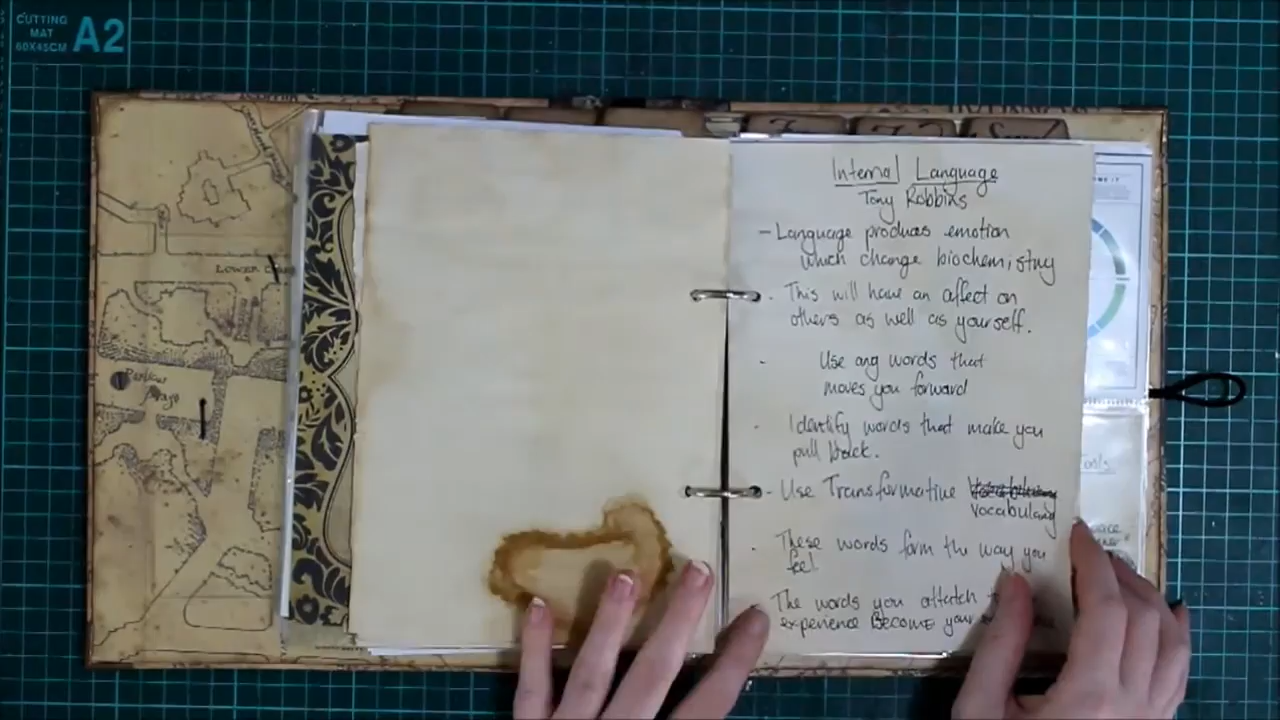 CUTTING
MAT
60X45CM
A2
Internal Language
Tony Robbins
- Language produces emotion
which change biochemistry
. This will have an affect on
others as well as yourself.
- Use any words that
moves you forward
- Identify words that make you
pull back.
- Use Transformative Vocabulary
vocabulary
. These words form the way you
feel
. The words you attatch
experience Become your
Tools